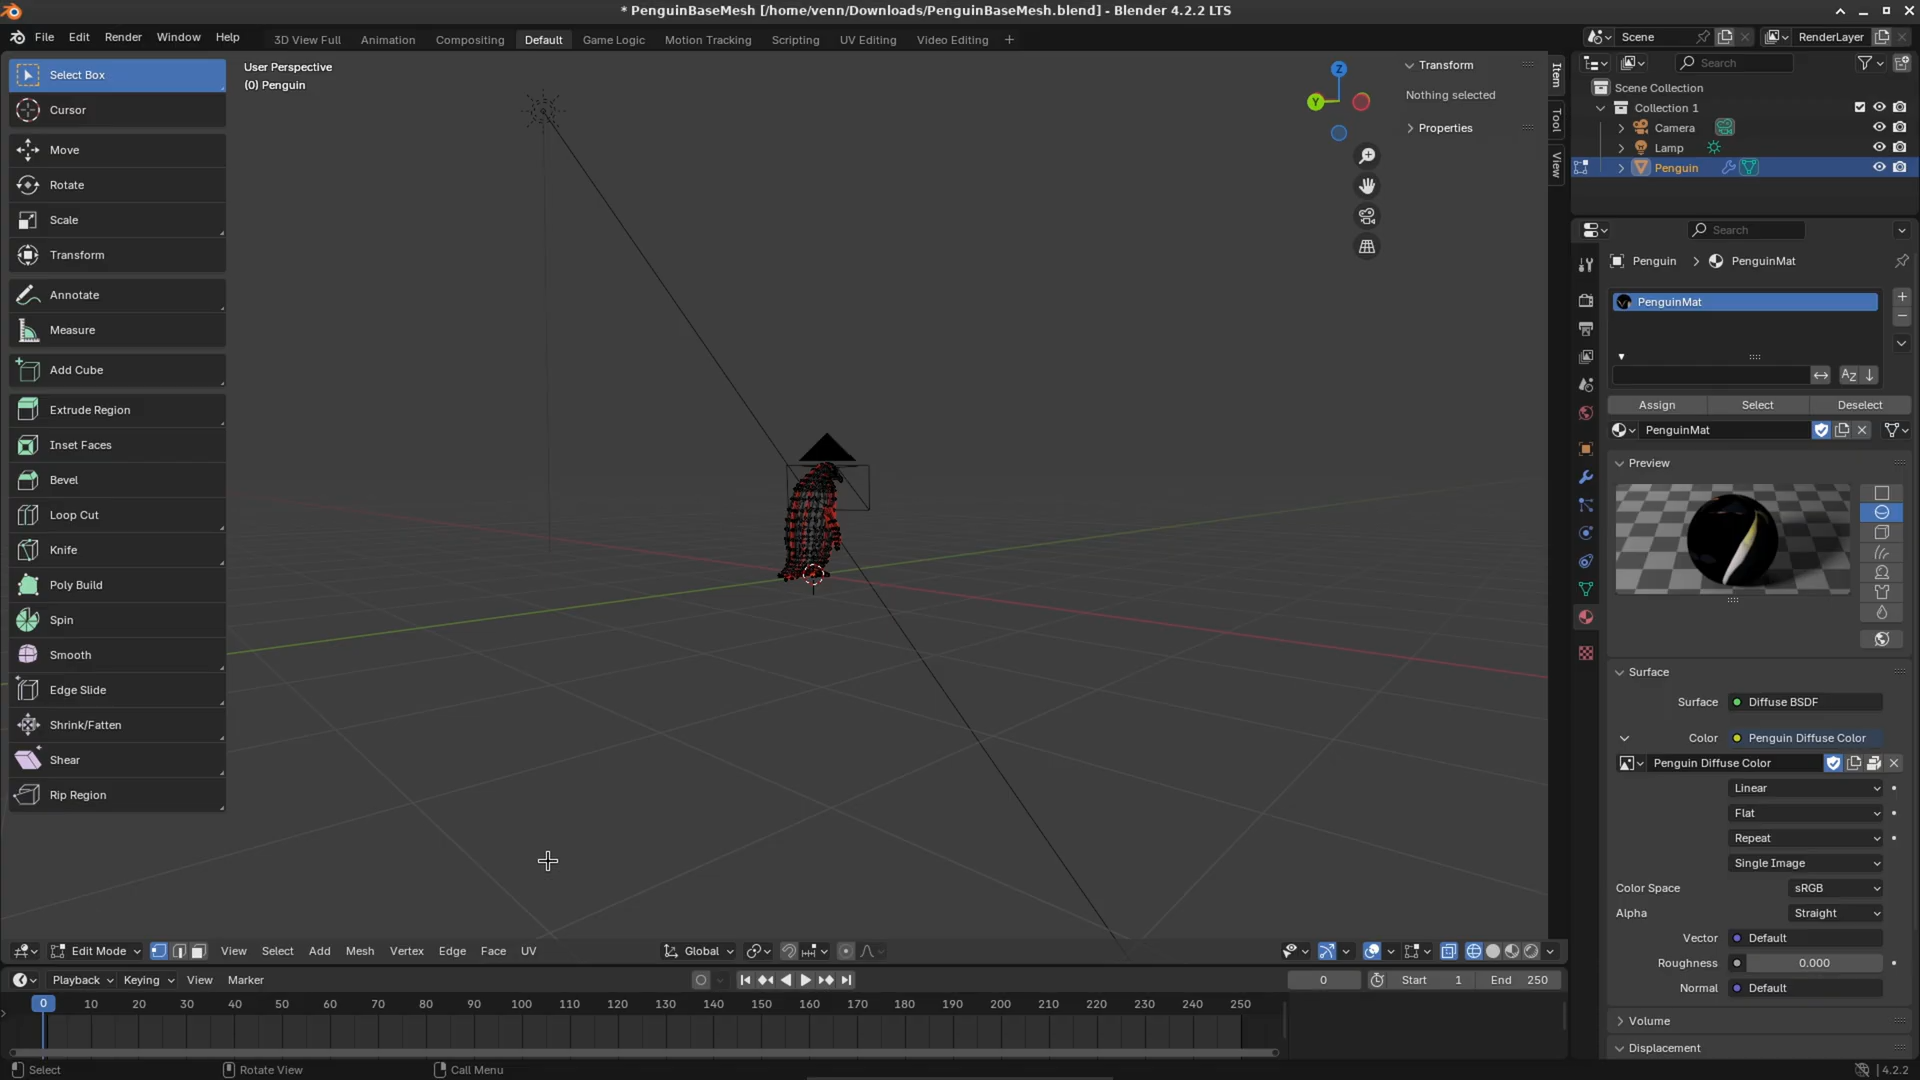 * PenguinBaseMesh [/home/venn/Downloads/PenguinBaseMesh.blend] - Blender 4.2.2 LTS
File Edit Render Window Help 3D View Full Animation Compositing Default Game Logic Motion Tracking Scripting UV Editing Video Editing +
Scene RenderLayer
Select Box
Cursor
Move
Rotate
Scale
Transform
Annotate
Measure
Add Cube
Extrude Region
Inset Faces
Bevel
Loop Cut
Knife
Poly Build
Spin
Smooth
Edge Slide
Shrink/Fatten
Shear
Rip Region
User Perspective
(0) Penguin
Z
Y
Transform
Nothing selected
Properties
Item
Tool
View
Search
Scene Collection
Collection 1
Camera
Lamp
Penguin
Search
Penguin > PenguinMat
PenguinMat
Assign Select Deselect
PenguinMat
Preview
Surface
Surface Diffuse BSDF
Color Penguin Diffuse Color
Penguin Diffuse Color
Linear
Flat
Repeat
Single Image
Color Space sRGB
Alpha Straight
Vector Default
Roughness 0.000
Normal Default
Volume
Displacement
Edit Mode View Select Add Mesh Vertex Edge Face UV Global
Playback Keying View Marker 0 Start 1 End 250
0 10 20 30 40 50 60 70 80 90 100 110 120 130 140 150 160 170 180 190 200 210 220 230 240 250
Select Rotate View Call Menu 4.2.2